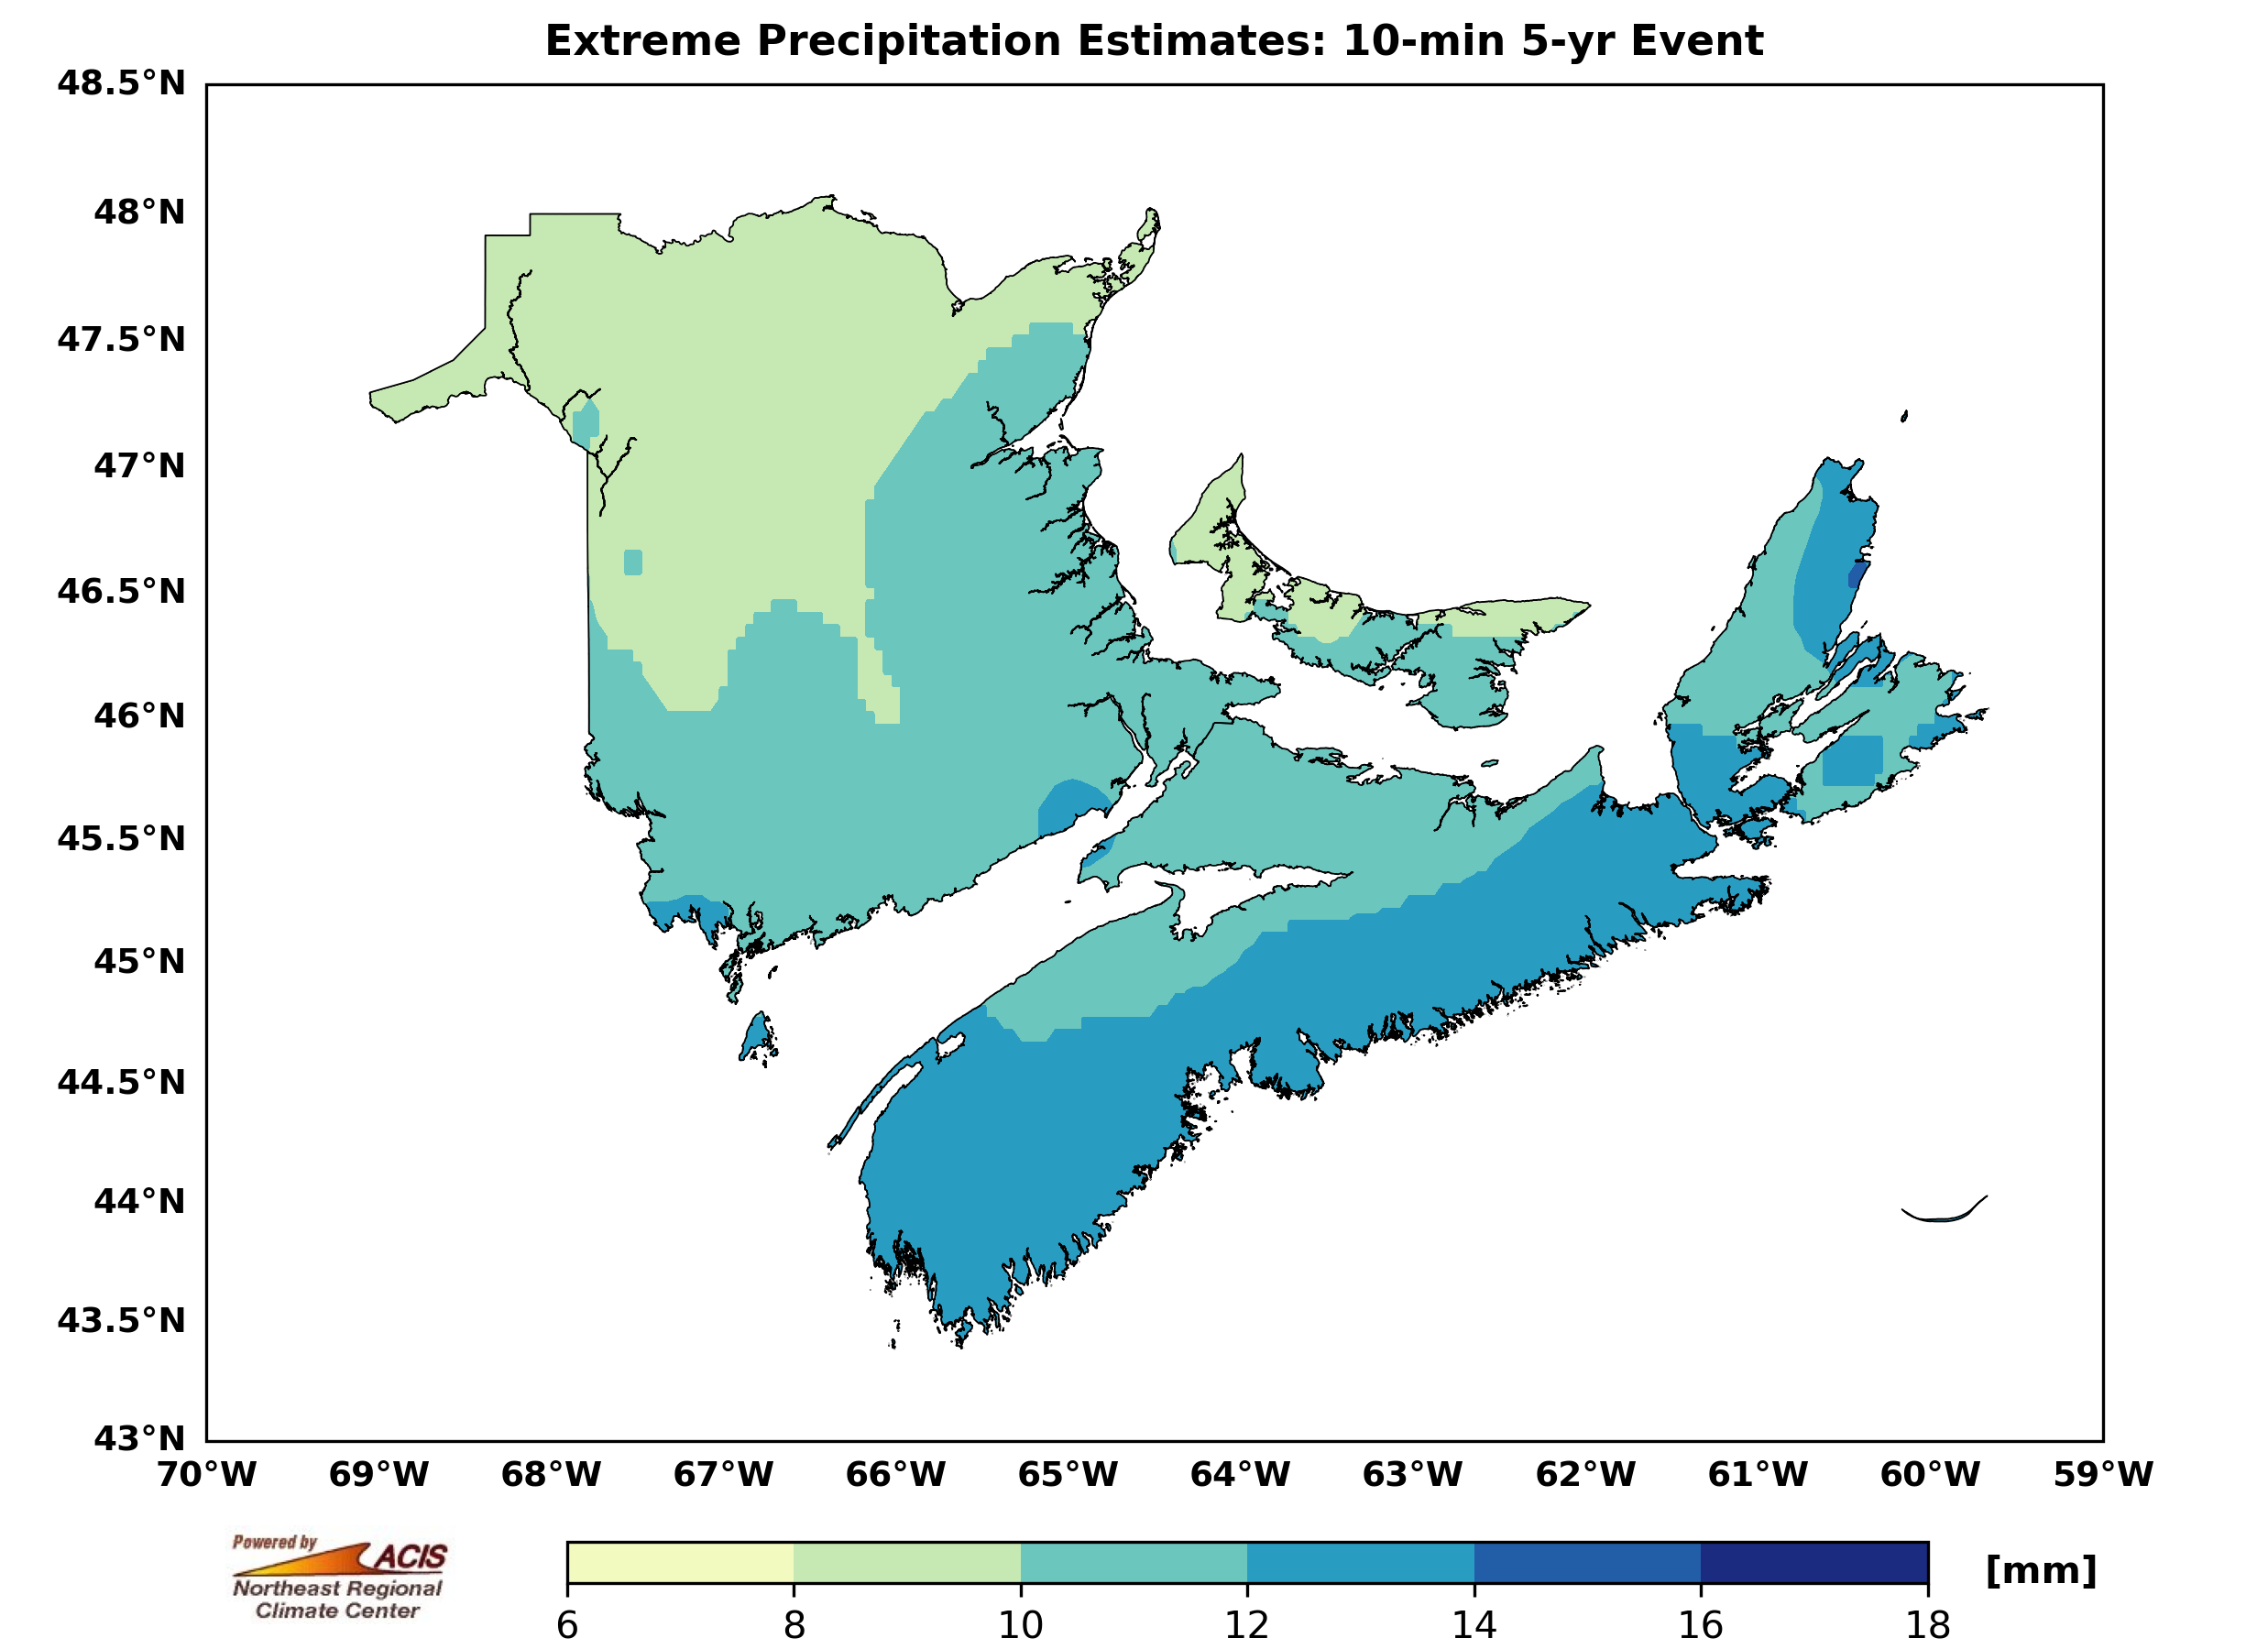 Extreme Precipitation Estimates: 10-min 5-yr Event
48.5°N
48°N
47.5°N
47°N
46.5°N
46°N
45.5°N
45°N
44.5°N
44°N
43.5°N
43°N
70°W 69°W 68°W 67°W 66°W 65°W 64°W 63°W 62°W 61°W 60°W 59°W
Powered by
ACIS
Northeast Regional
Climate Center
[mm]
6 8 10 12 14 16 18